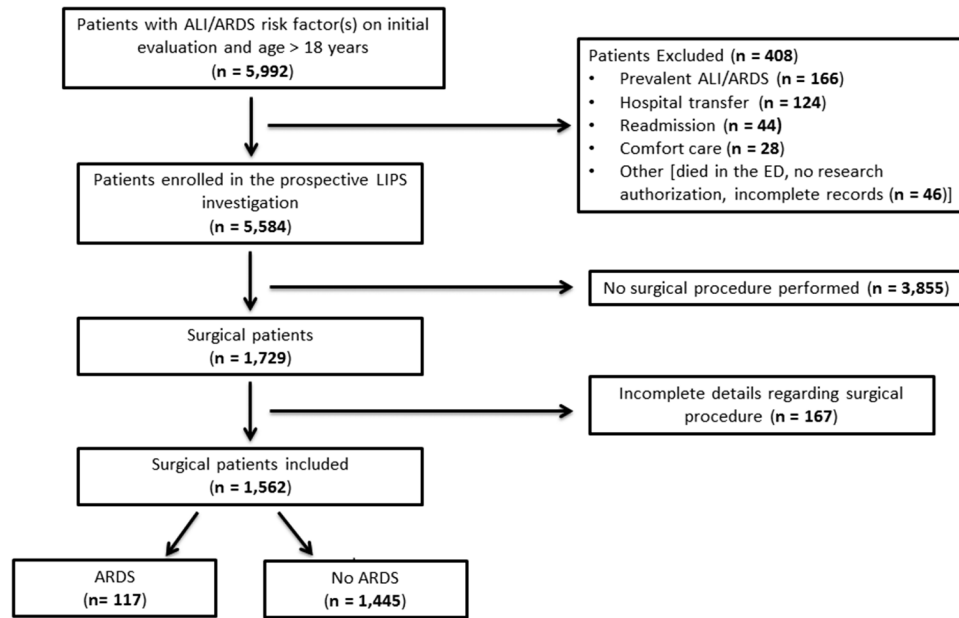 Patients with ALI/ARDS risk factor(s) on initial
evaluation and age > 18 years
(n = 5,992)
Patients Excluded (n = 408)
• Prevalent ALI/ARDS (n = 166)
• Hospital transfer (n = 124)
• Readmission (n = 44)
• Comfort care (n = 28)
• Other [died in the ED, no research
authorization, incomplete records (n = 46)]
Patients enrolled in the prospective LIPS
investigation
(n = 5,584)
No surgical procedure performed (n = 3,855)
Surgical patients
(n = 1,729)
Incomplete details regarding surgical
procedure (n = 167)
Surgical patients included
(n = 1,562)
ARDS
(n= 117)
No ARDS
(n = 1,445)